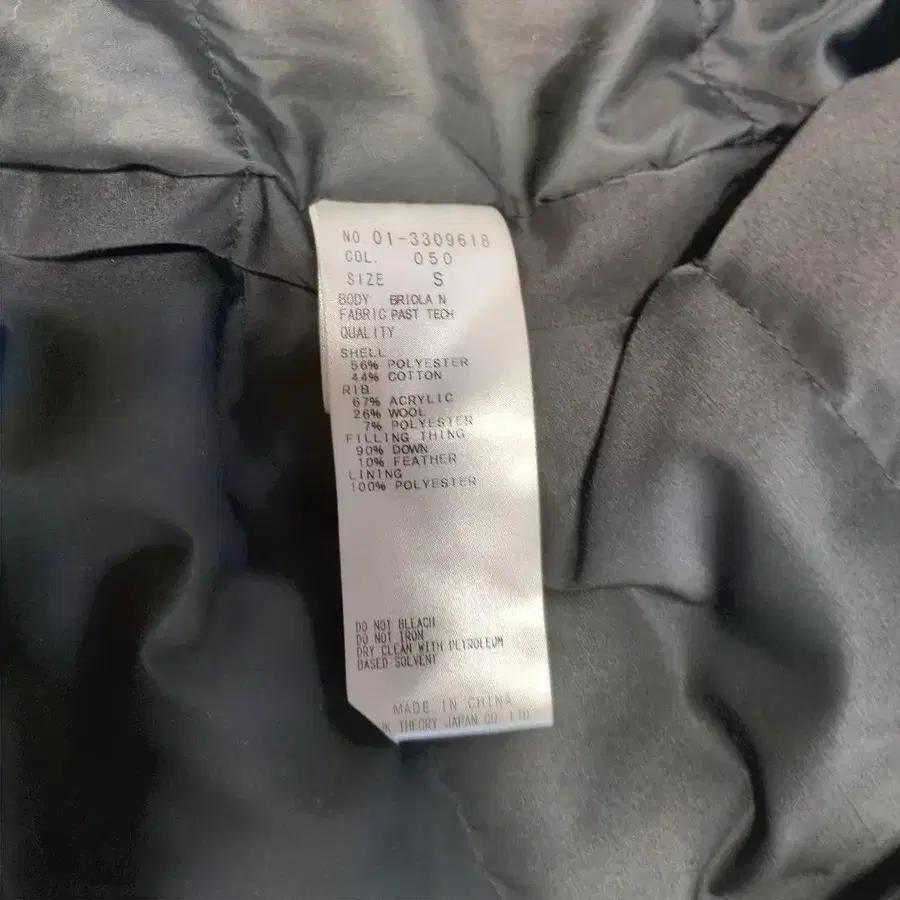 NO. 01-3309618
COL. 050
SIZE S
BODY BRIOLA N
FABRIC PAST TECH
QUALITY
SHELL
56% POLYESTER
44% COTTON
RIB
67% ACRYLIC
26% WOOL
7% POLYESTER
FILLING THING
90% DOWN
10% FEATHER
LINING
100% POLYESTER
DO NOT BLEACH
DO NOT IRON
DRY CLEAN WITH PETROLEUM
BASED SOLVENT
MADE IN CHINA
THEORY JAPAN CO. LTD